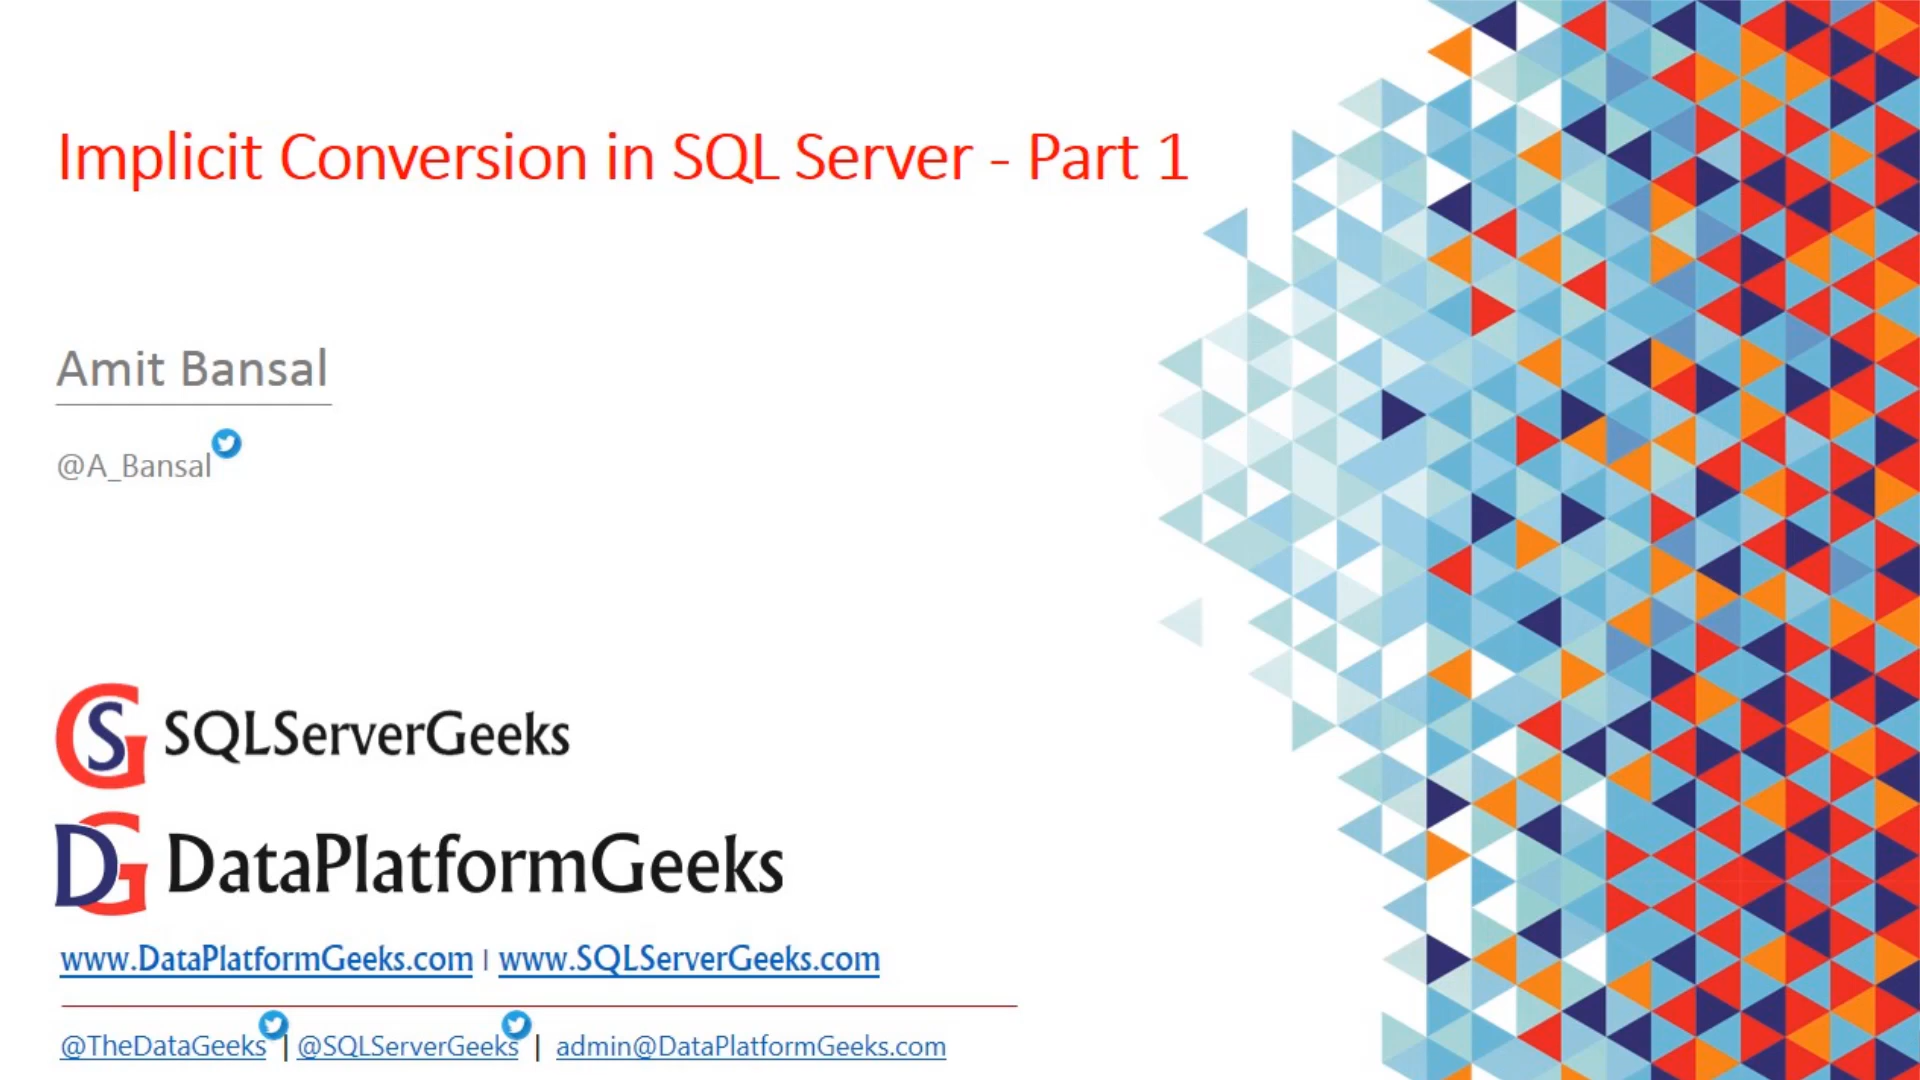 Implicit Conversion in SQL Server - Part 1
Amit Bansal
@A_Bansal
SQLServerGeeks
DataPlatformGeeks
www.DataPlatformGeeks.com | www.SQLServerGeeks.com
@TheDataGeeks | @SQLServerGeeks | admin@DataPlatformGeeks.com